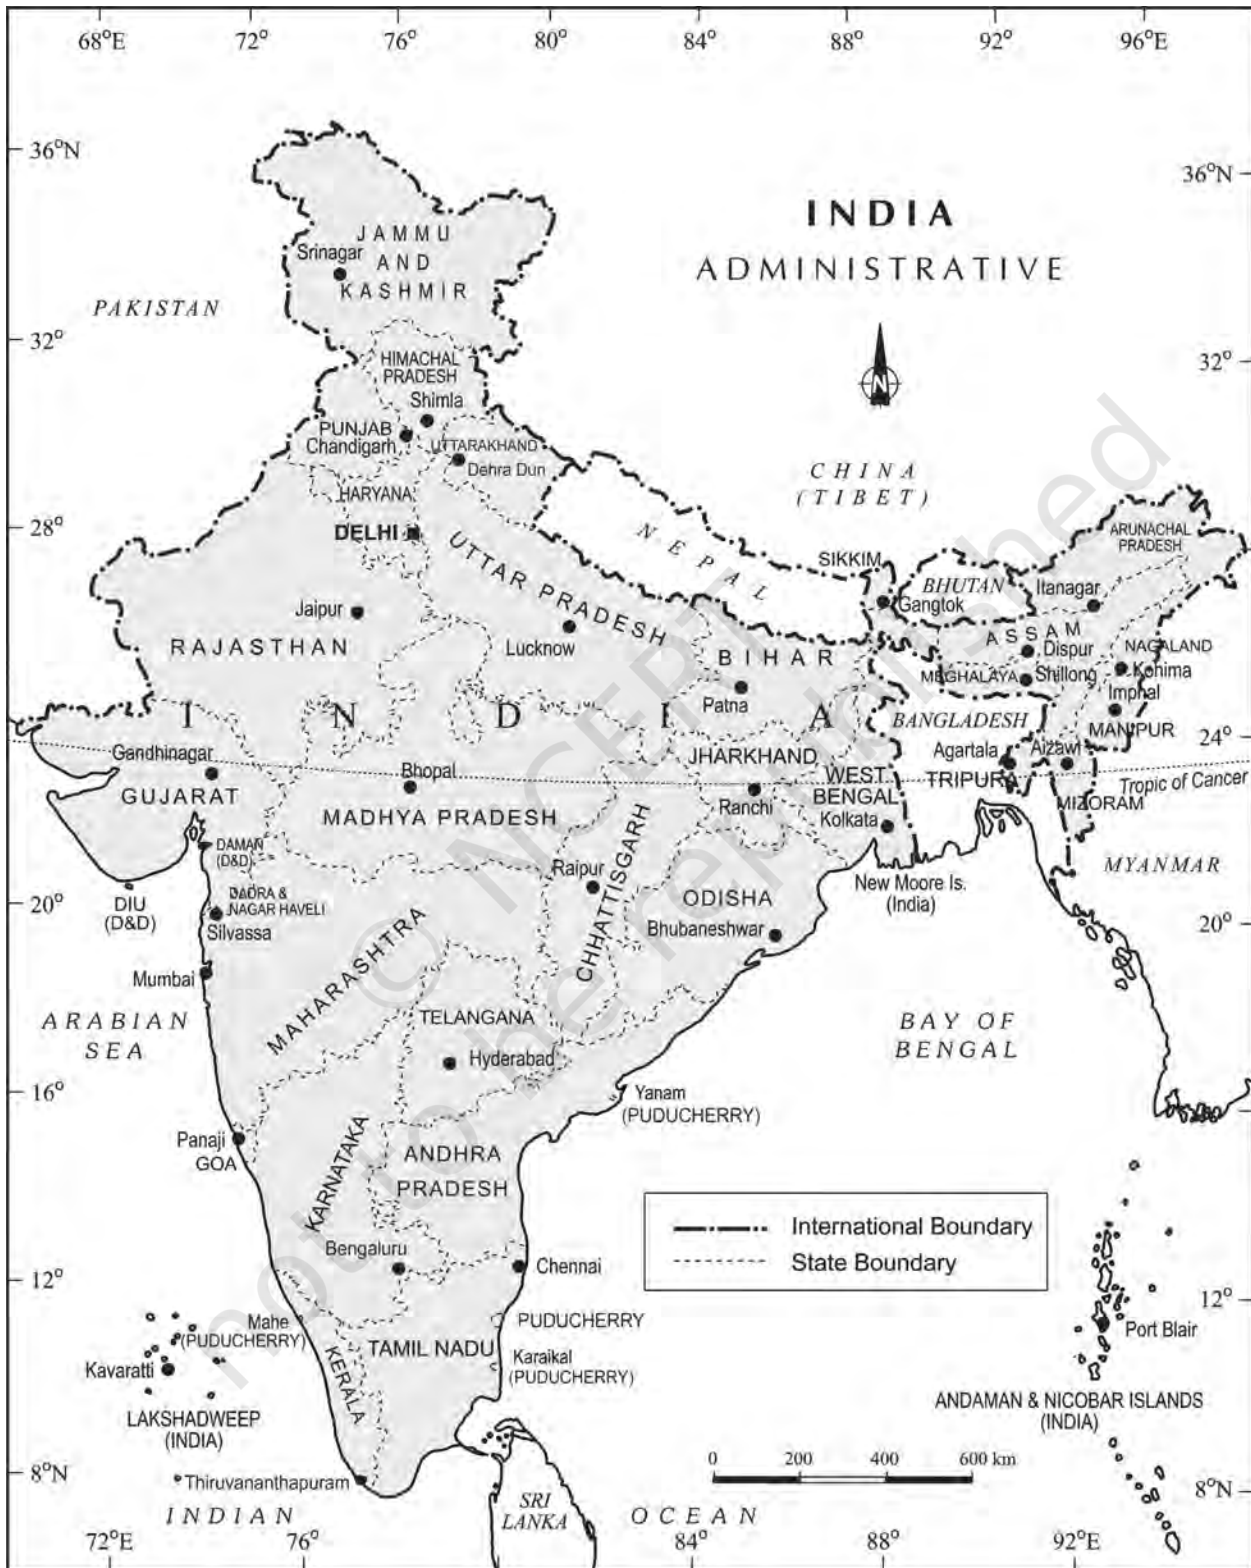 68°E 72° 76° 80° 84° 88° 92° 96°E
36°N
36°N
INDIA
ADMINISTRATIVE
JAMMU
Srinagar
AND
KASHMIR
PAKISTAN
32°
32°
N
HIMACHAL
PRADESH
Shimla
PUNJAB
Chandigarh
UTTARAKHAND
Dehra Dun
CHINA
(TIBET)
HARYANA
28°
28°
DELHI
NEPAL
UTTAR PRADESH
SIKKIM
ARUNACHAL
PRADESH
BHUTAN
Itanagar
Gangtok
Jaipur
RAJASTHAN
Lucknow
BIHAR
ASSAM
Dispur
NAGALAND
MEGHALAYA
Shillong
Kohima
Patna
Imphal
INDIA
BANGLADESH
MANIPUR
24°
Gandhinagar
Bhopal
JHARKHAND
Agartala
Aizawl
GUJARAT
WEST
BENGAL
TRIPURA
Tropic of Cancer
MADHYA PRADESH
Ranchi
Kolkata
MIZORAM
DAMAN
(D&D)
Raipur
CHHATTISGARH
MYANMAR
DIU
(D&D)
DADRA &
NAGAR HAVELI
Silvassa
ODISHA
New Moore Is.
(India)
20°
20°
Bhubaneshwar
MAHARASHTRA
Mumbai
ARABIAN
SEA
TELANGANA
BAY OF
BENGAL
Hyderabad
16°
Yanam
(PUDUCHERRY)
Panaji
GOA
KARNATAKA
ANDHRA
PRADESH
International Boundary
State Boundary
Bengaluru
Chennai
12°
12°
Mahe
(PUDUCHERRY)
PUDUCHERRY
Port Blair
TAMIL NADU
KERALA
Karaikal
(PUDUCHERRY)
Kavaratti
LAKSHADWEEP
(INDIA)
ANDAMAN & NICOBAR ISLANDS
(INDIA)
0 200 400 600 km
8°N
8°N
Thiruvananthapuram
INDIAN
OCEAN
SRI
LANKA
72°E 76° 84° 88° 92°E
© NCERT
not to be republished